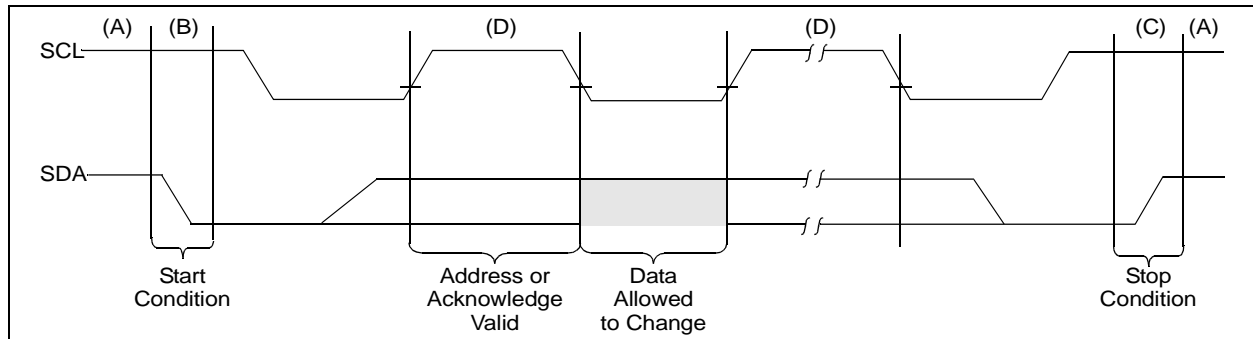 (A) (B) (D) (D) (C) (A)
SCL
SDA
Start
Condition
Address or
Acknowledge
Valid
Data
Allowed
to Change
Stop
Condition